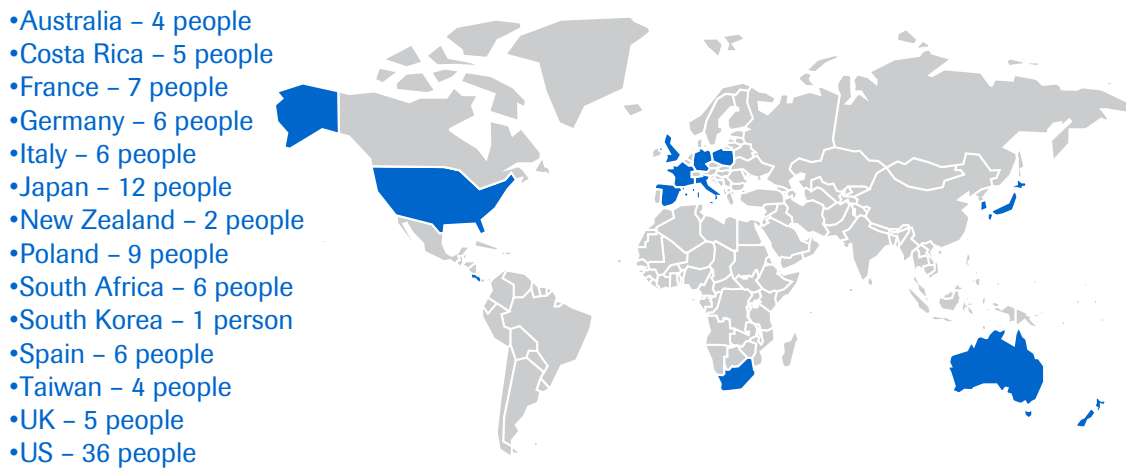 •Australia – 4 people
•Costa Rica – 5 people
•France – 7 people
•Germany – 6 people
•Italy – 6 people
•Japan – 12 people
•New Zealand – 2 people
•Poland – 9 people
•South Africa – 6 people
•South Korea – 1 person
•Spain – 6 people
•Taiwan – 4 people
•UK – 5 people
•US – 36 people